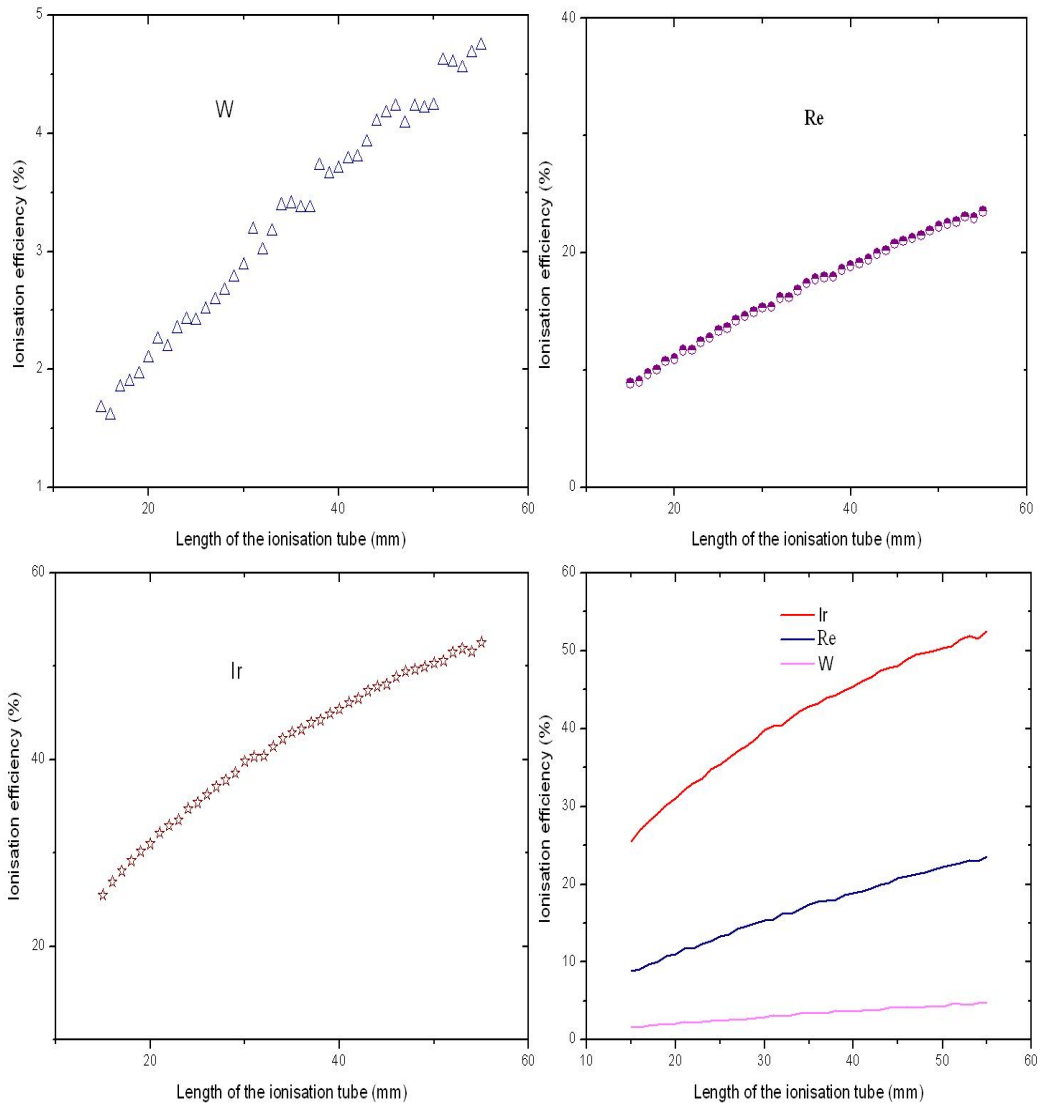 5
4
3
2
1
W
Ionisation efficiency (%)
20
40
60
Length of the ionisation tube (mm)
40
20
0
Re
Ionisation efficiency (%)
20
40
60
Length of the ionisation tube (mm)
60
40
20
Ir
Ionisation efficiency (%)
20
40
60
Length of the ionisation tube (mm)
60
50
40
30
20
10
0
Ir
Re
W
Ionisation efficiency (%)
10
20
30
40
50
60
Length of the ionisation tube (mm)